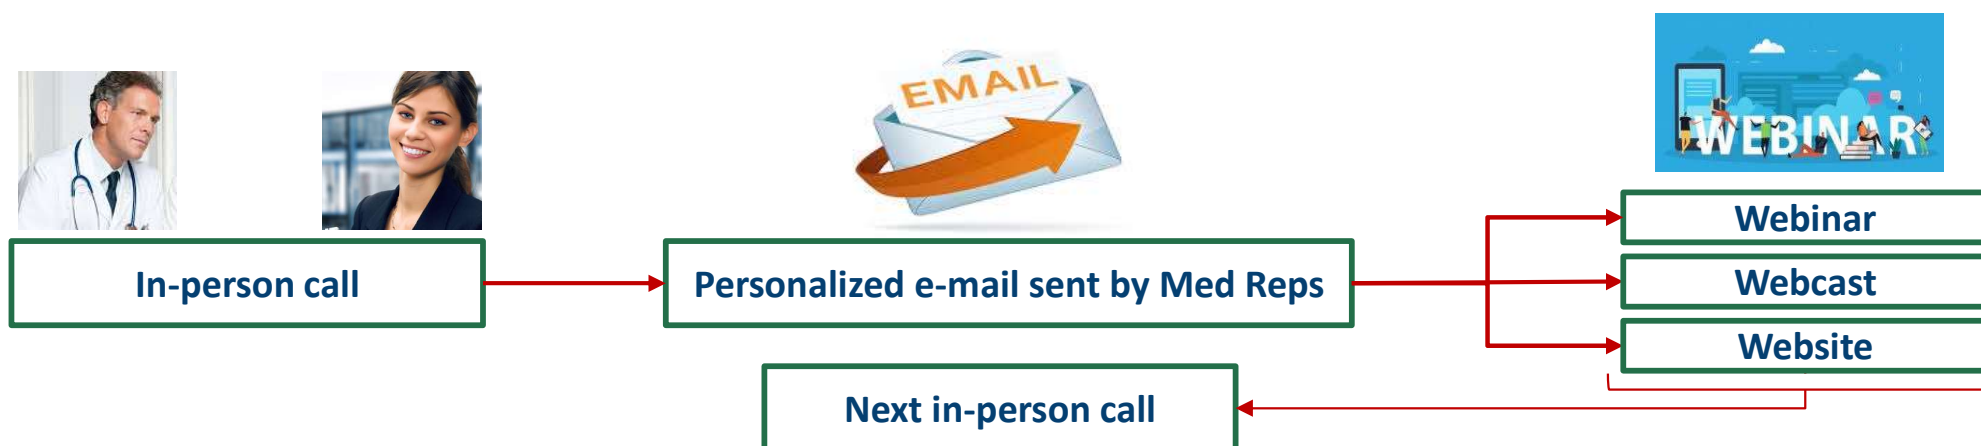 EMAIL
WEBINAR
Webinar
In-person call
Personalized e-mail sent by Med Reps
Webcast
Website
Next in-person call